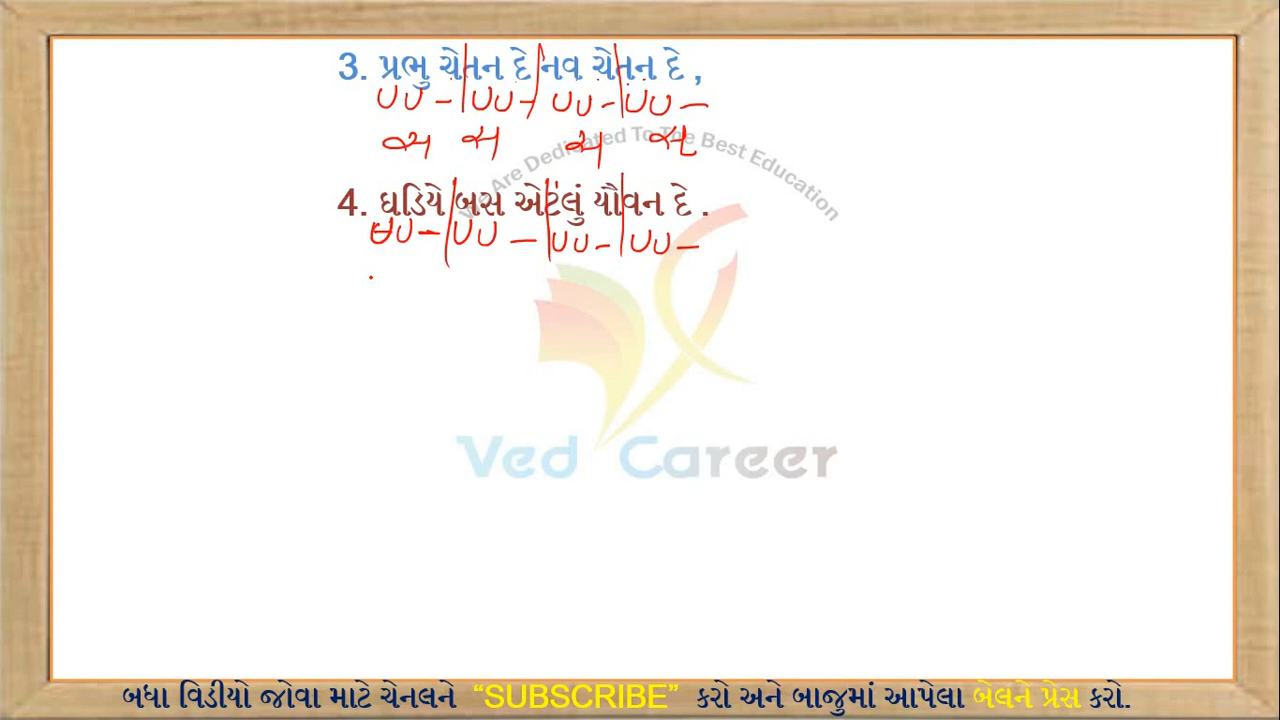 3. પ્રભુ ચેતન દે નવ ચેતન દે ,
UU – UU – UU – UU –
સ સ સ સ
We Are Dedicated To The Best Education
4. ઘડિયે બસ એટલું યૌવન દે .
UU – UU – UU – UU –
Ved Career
બધા વિડીયો જોવા માટે ચેનલને “SUBSCRIBE” કરો અને બાજુમાં આપેલા બેલને પ્રેસ કરો.